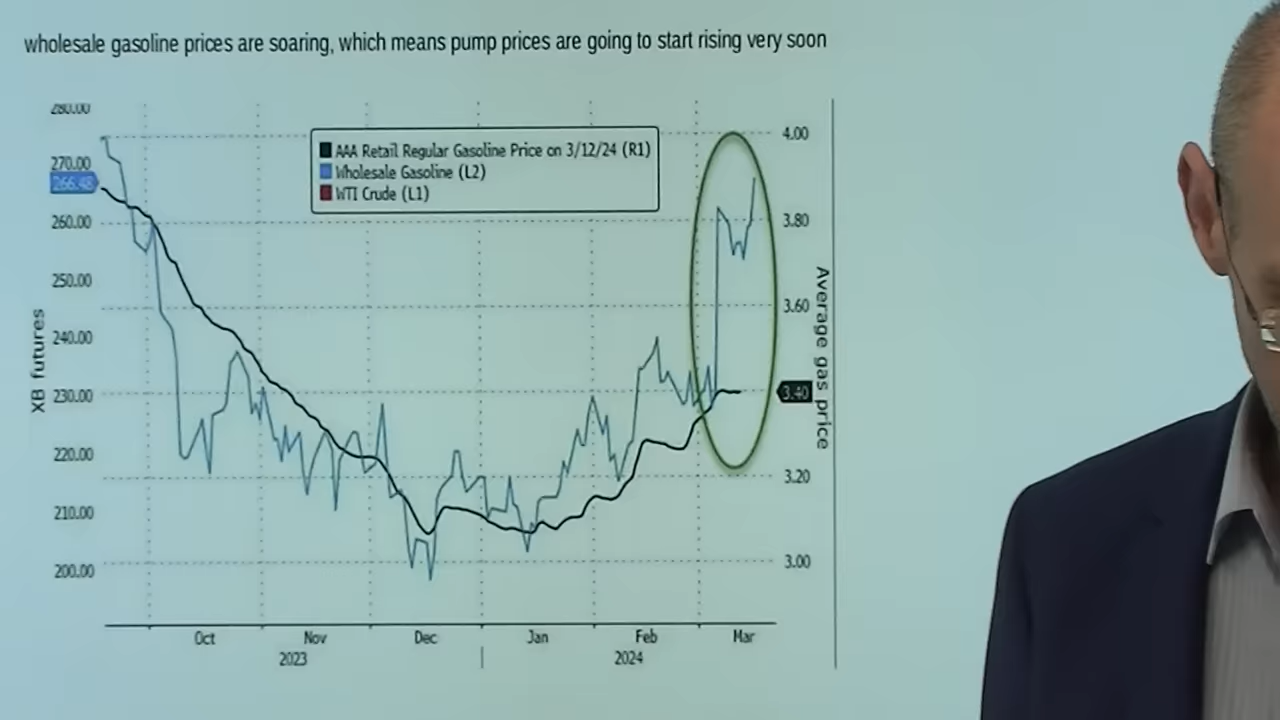 wholesale gasoline prices are soaring, which means pump prices are going to start rising very soon
280.00
270.00
266.48
260.00
250.00
240.00
230.00
220.00
210.00
200.00
XB futures
AAA Retail Regular Gasoline Price on 3/12/24 (R1)
Wholesale Gasoline (L2)
WTI Crude (L1)
4.00
3.80
3.60
3.40
3.20
3.00
Average gas price
Oct
Nov
Dec
Jan
Feb
Mar
2023
2024